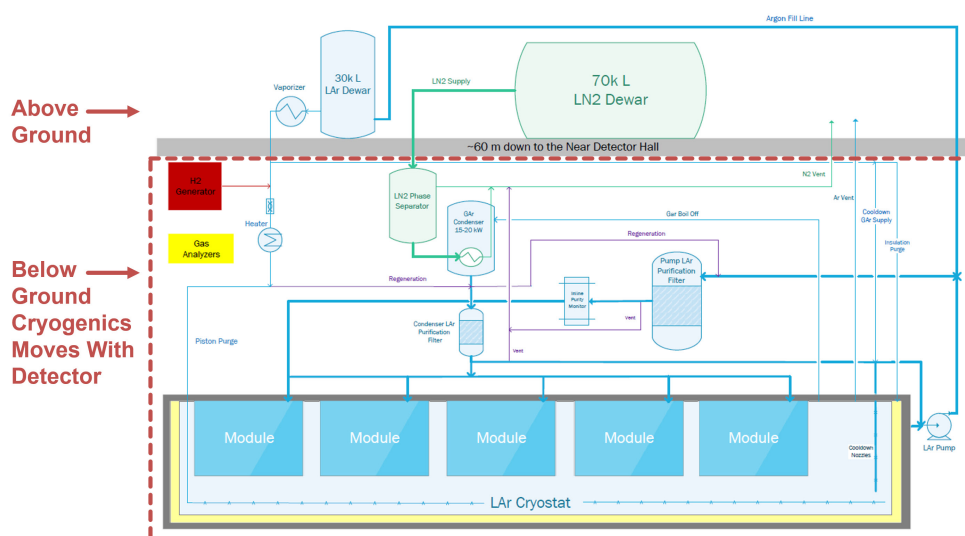 Argon Fill Line
30k L
LAr Dewar
Vaporizer
LN2 Supply
70k L
LN2 Dewar
Above
Ground
~60 m down to the Near Detector Hall
H2
Generator
LN2 Phase
Separator
N2 Vent
Ar Vent
GAr
Condenser
15-20 kW
Gar Boil Off
Cooldown
GAr Supply
Heater
Regeneration
Insulation
Purge
Gas
Analyzers
Pump LAr
Purification
Filter
Below
Ground
Cryogenics
Moves With
Detector
Regeneration
Inline
Purity
Monitor
Vent
Condenser LAr
Purification
Filter
Piston Purge
Vent
Module
Module
Module
Module
Module
Cooldown
Nozzles
LAr Pump
LAr Cryostat